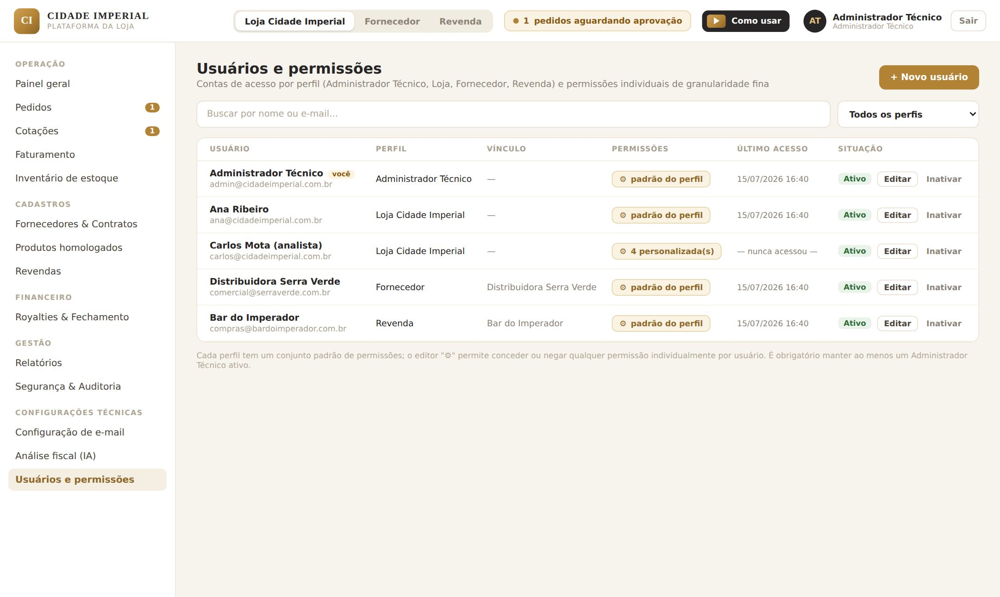 CI
CIDADE IMPERIAL
PLATAFORMA DA LOJA
Loja Cidade Imperial
Fornecedor
Revenda
1 pedidos aguardando aprovação
Como usar
AT
Administrador Técnico
Administrador Técnico
Sair
OPERAÇÃO
Painel geral
Pedidos 1
Cotações 1
Faturamento
Inventário de estoque
CADASTROS
Fornecedores & Contratos
Produtos homologados
Revendas
FINANCEIRO
Royalties & Fechamento
GESTÃO
Relatórios
Segurança & Auditoria
CONFIGURAÇÕES TÉCNICAS
Configuração de e-mail
Análise fiscal (IA)
Usuários e permissões
Usuários e permissões
Contas de acesso por perfil (Administrador Técnico, Loja, Fornecedor, Revenda) e permissões individuais de granularidade fina
+ Novo usuário
Buscar por nome ou e-mail...
Todos os perfis
USUÁRIO PERFIL VÍNCULO PERMISSÕES ÚLTIMO ACESSO SITUAÇÃO
Administrador Técnico você
admin@cidadeimperial.com.br
Administrador Técnico — ⚙ padrão do perfil 15/07/2026 16:40 Ativo Editar Inativar
Ana Ribeiro
ana@cidadeimperial.com.br
Loja Cidade Imperial — ⚙ padrão do perfil 15/07/2026 16:40 Ativo Editar Inativar
Carlos Mota (analista)
carlos@cidadeimperial.com.br
Loja Cidade Imperial — ⚙ 4 personalizada(s) — nunca acessou — Ativo Editar Inativar
Distribuidora Serra Verde
comercial@serraverde.com.br
Fornecedor Distribuidora Serra Verde ⚙ padrão do perfil 15/07/2026 16:40 Ativo Editar Inativar
Bar do Imperador
compras@bardoimperador.com.br
Revenda Bar do Imperador ⚙ padrão do perfil 15/07/2026 16:40 Ativo Editar Inativar
Cada perfil tem um conjunto padrão de permissões; o editor "⚙" permite conceder ou negar qualquer permissão individualmente por usuário. É obrigatório manter ao menos um Administrador
Técnico ativo.